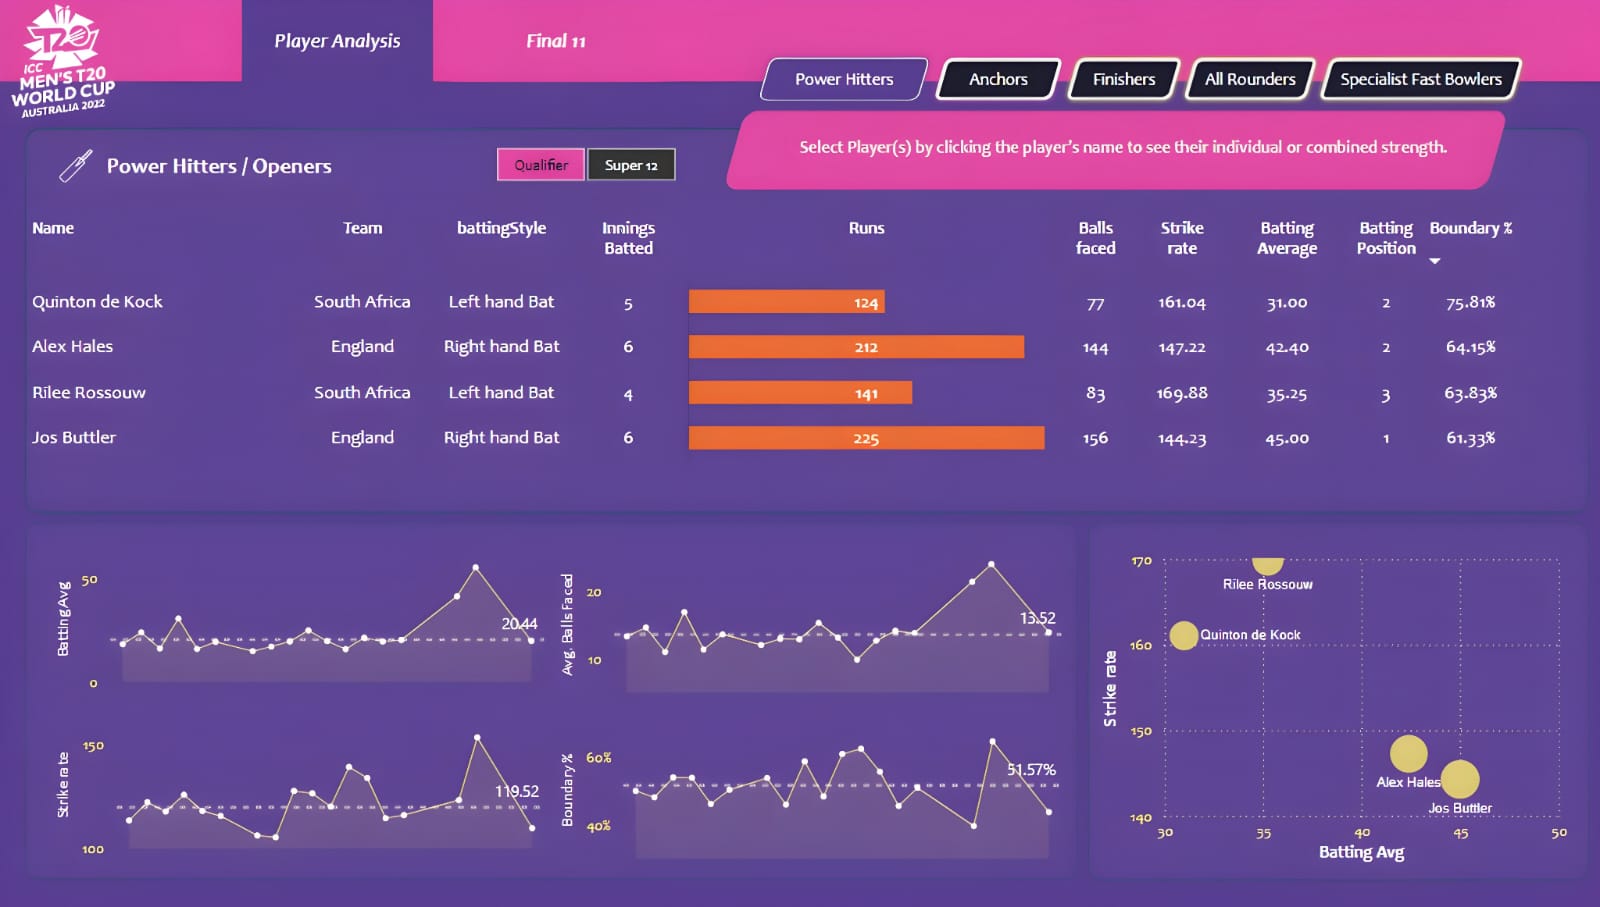 T20
ICC
MEN'S T20
WORLD CUP
AUSTRALIA 2022
Player Analysis
Final 11
Power Hitters
Anchors
Finishers
All Rounders
Specialist Fast Bowlers
Select Player(s) by clicking the player's name to see their individual or combined strength.
Power Hitters / Openers
Qualifier
Super 12
Name Team battingStyle Innings Batted Runs Balls faced Strike rate Batting Average Batting Position Boundary %
Quinton de Kock South Africa Left hand Bat 5 124 77 161.04 31.00 2 75.81%
Alex Hales England Right hand Bat 6 212 144 147.22 42.40 2 64.15%
Rilee Rossouw South Africa Left hand Bat 4 141 83 169.88 35.25 3 63.83%
Jos Buttler England Right hand Bat 6 225 156 144.23 45.00 1 61.33%
Batting Avg
50
0
20.44
Avg. Balls Faced
20
10
13.52
Strike rate
150
100
119.52
Boundary %
60%
40%
51.57%
Strike rate
170
160
150
140
Rilee Rossouw
Quinton de Kock
Alex Hales
Jos Buttler
30 35 40 45 50
Batting Avg